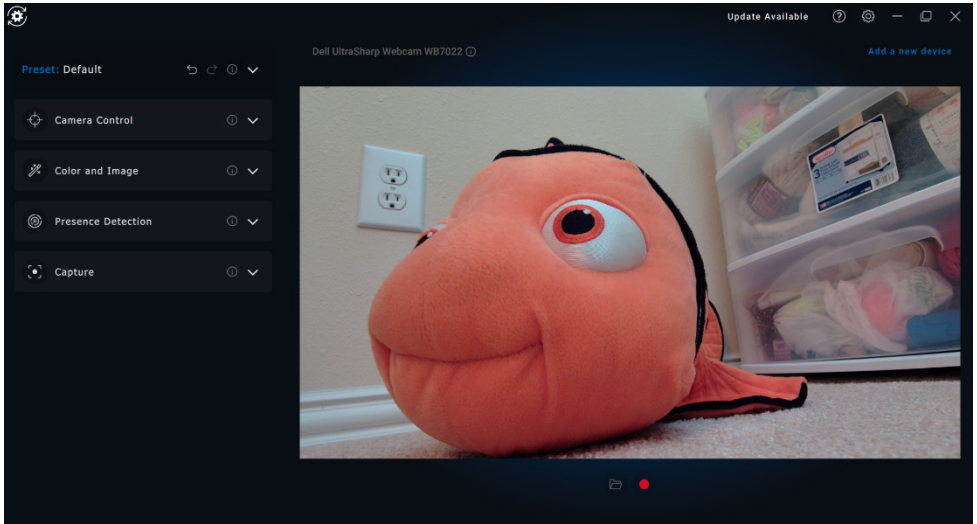 Update Available
Dell UltraSharp Webcam WB7022
Add a new device
Preset: Default
Camera Control
Color and Image
Presence Detection
Capture
3